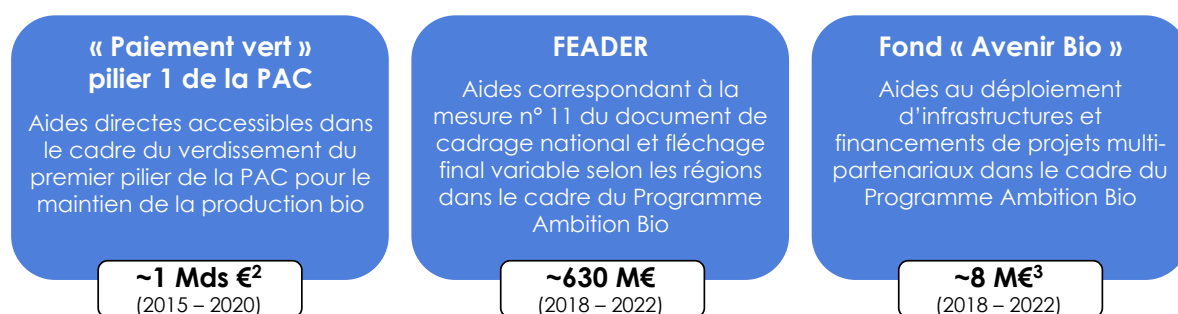 « Paiement vert »
pilier 1 de la PAC
Aides directes accessibles dans
le cadre du verdissement du
premier pilier de la PAC pour le
maintien de la production bio
~1 Mds €²
(2015 – 2020)
FEADER
Aides correspondant à la
mesure n° 11 du document de
cadrage national et fléchage
final variable selon les régions
dans le cadre du Programme
Ambition Bio
~630 M€
(2018 – 2022)
Fond « Avenir Bio »
Aides au déploiement
d’infrastructures et
financements de projets multi-
partenariaux dans le cadre du
Programme Ambition Bio
~8 M€³
(2018 – 2022)